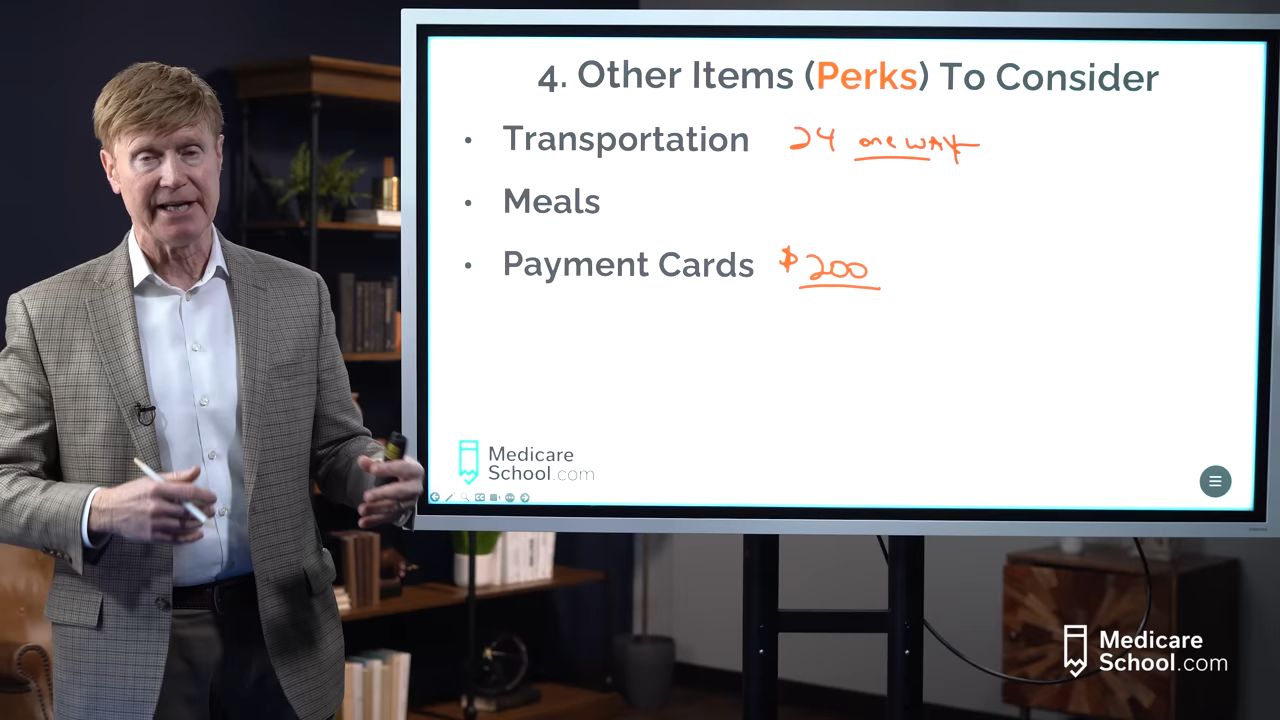 4. Other Items (Perks) To Consider
• Transportation 24 one way
• Meals
• Payment Cards $200
Medicare
School.com
Medicare
School.com